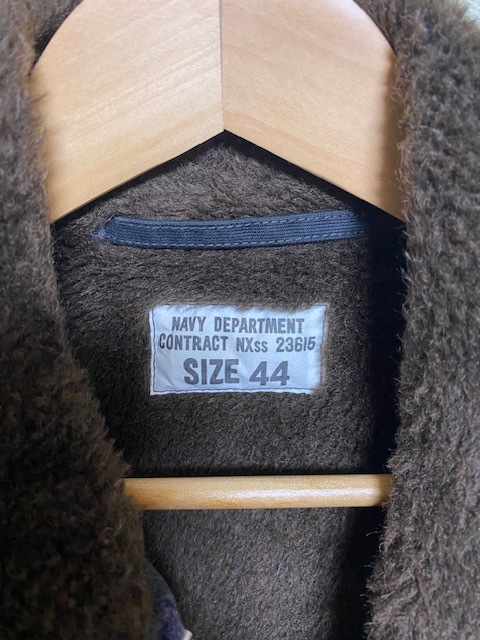 NAVY DEPARTMENT
CONTRACT NXss 23615
SIZE 44